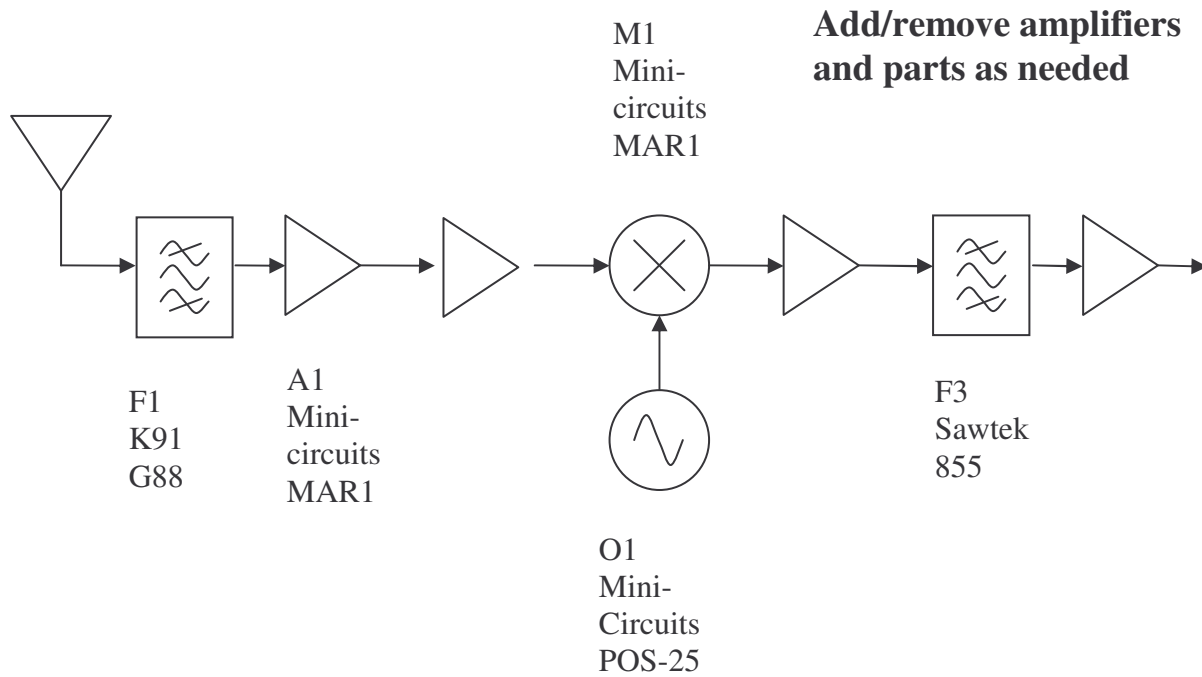 M1
Mini-
circuits
MAR1
Add/remove amplifiers
and parts as needed
F1
K91
G88
A1
Mini-
circuits
MAR1
O1
Mini-
Circuits
POS-25
F3
Sawtek
855